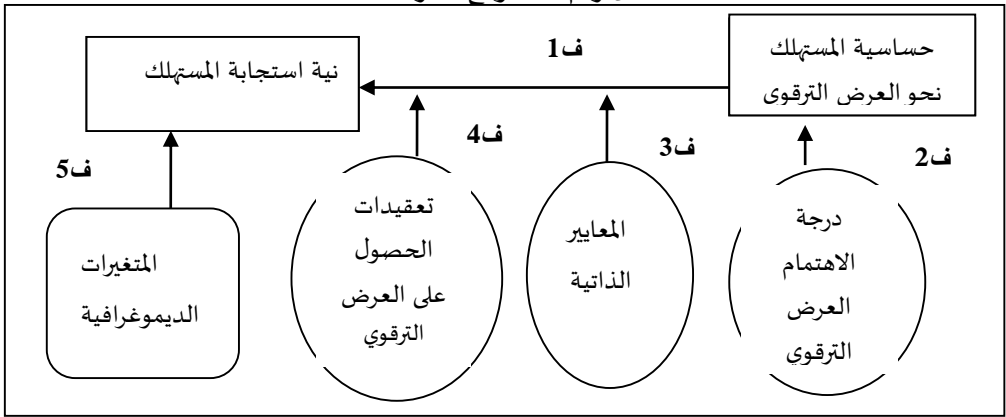 حساسية المستهلك
نحو العرض الترقوي
ف1
نية استجابة المستهلك
ف2
ف3
ف4
ف5
درجة
الاهتمام
العرض
الترقوي
المعايير
الذاتية
تعقيدات
الحصول
على العرض
الترقوي
المتغيرات
الديموغرافية